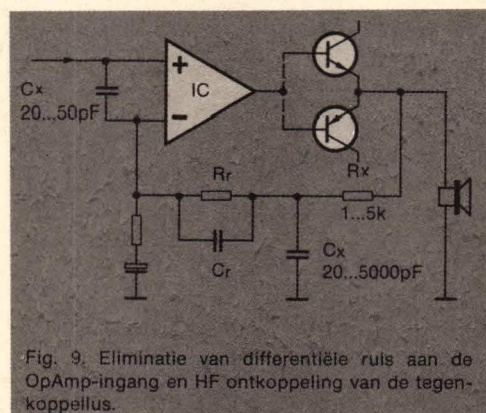 +
IC
−
Cx
20...50pF
Rr
Rx
1...5k
Cr
Cx
20...5000pF
Fig. 9. Eliminatie van differentiële ruis aan de
OpAmp-ingang en HF ontkoppeling van de tegen-
koppellus.